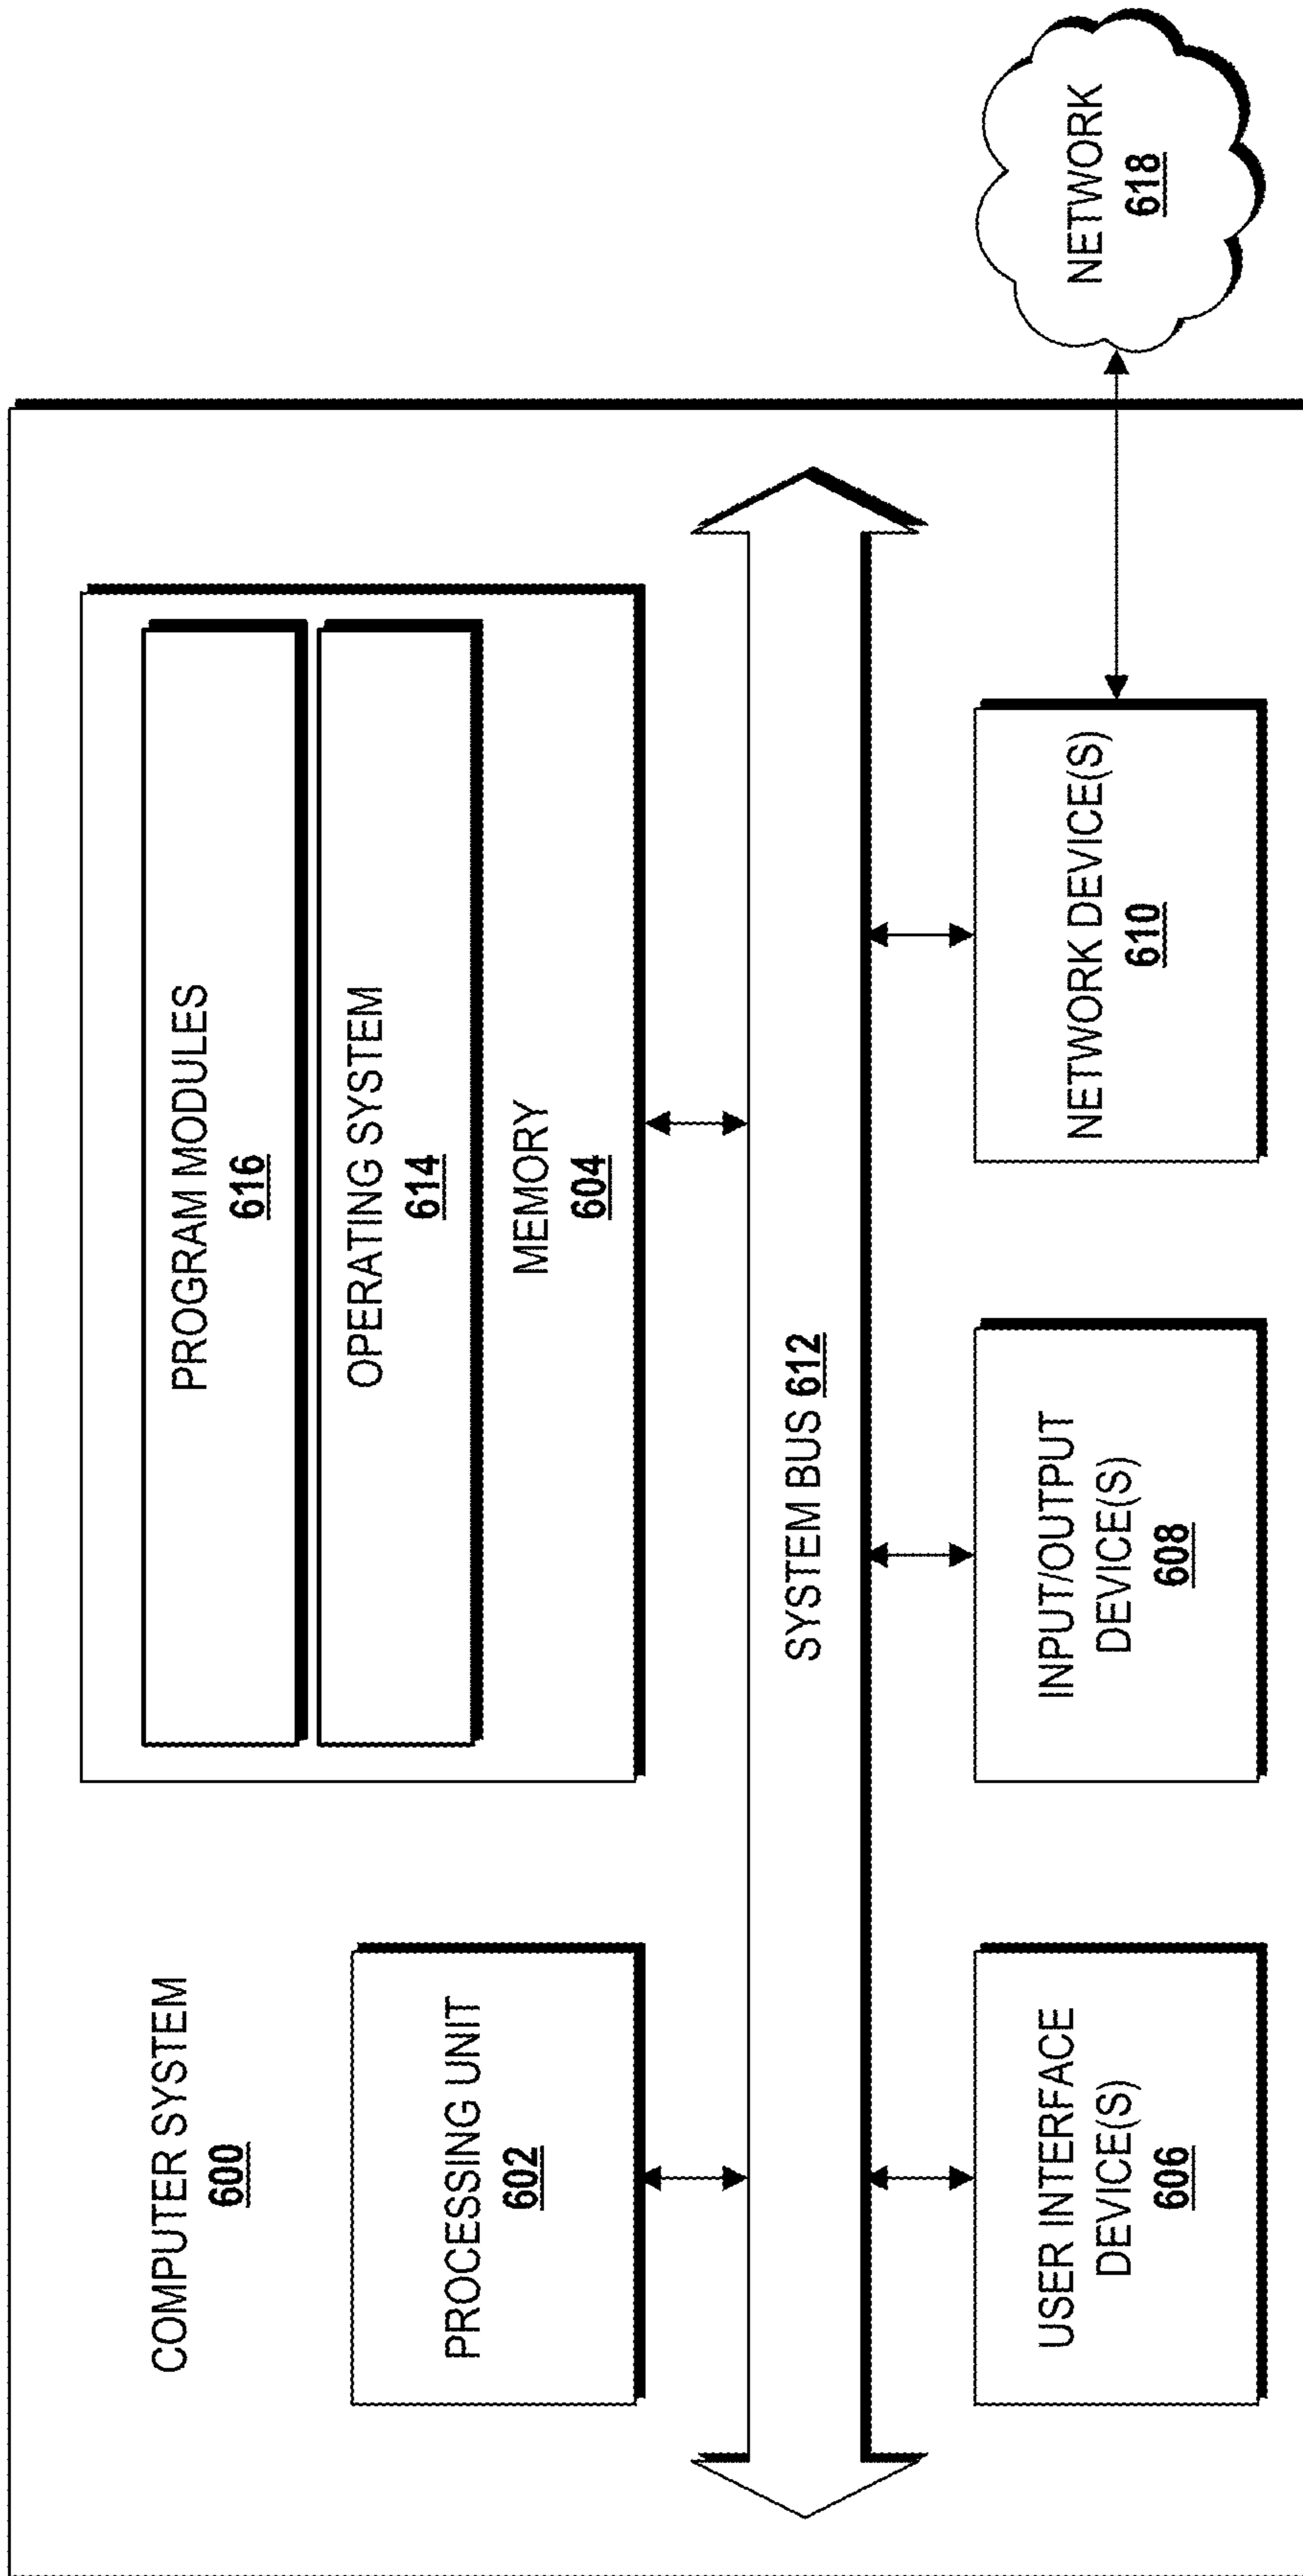 COMPUTER SYSTEM
600
PROCESSING UNIT
602
PROGRAM MODULES
616
OPERATING SYSTEM
614
MEMORY
604
SYSTEM BUS 612
USER INTERFACE
DEVICE(S)
606
INPUT/OUTPUT
DEVICE(S)
608
NETWORK DEVICE(S)
610
NETWORK
618